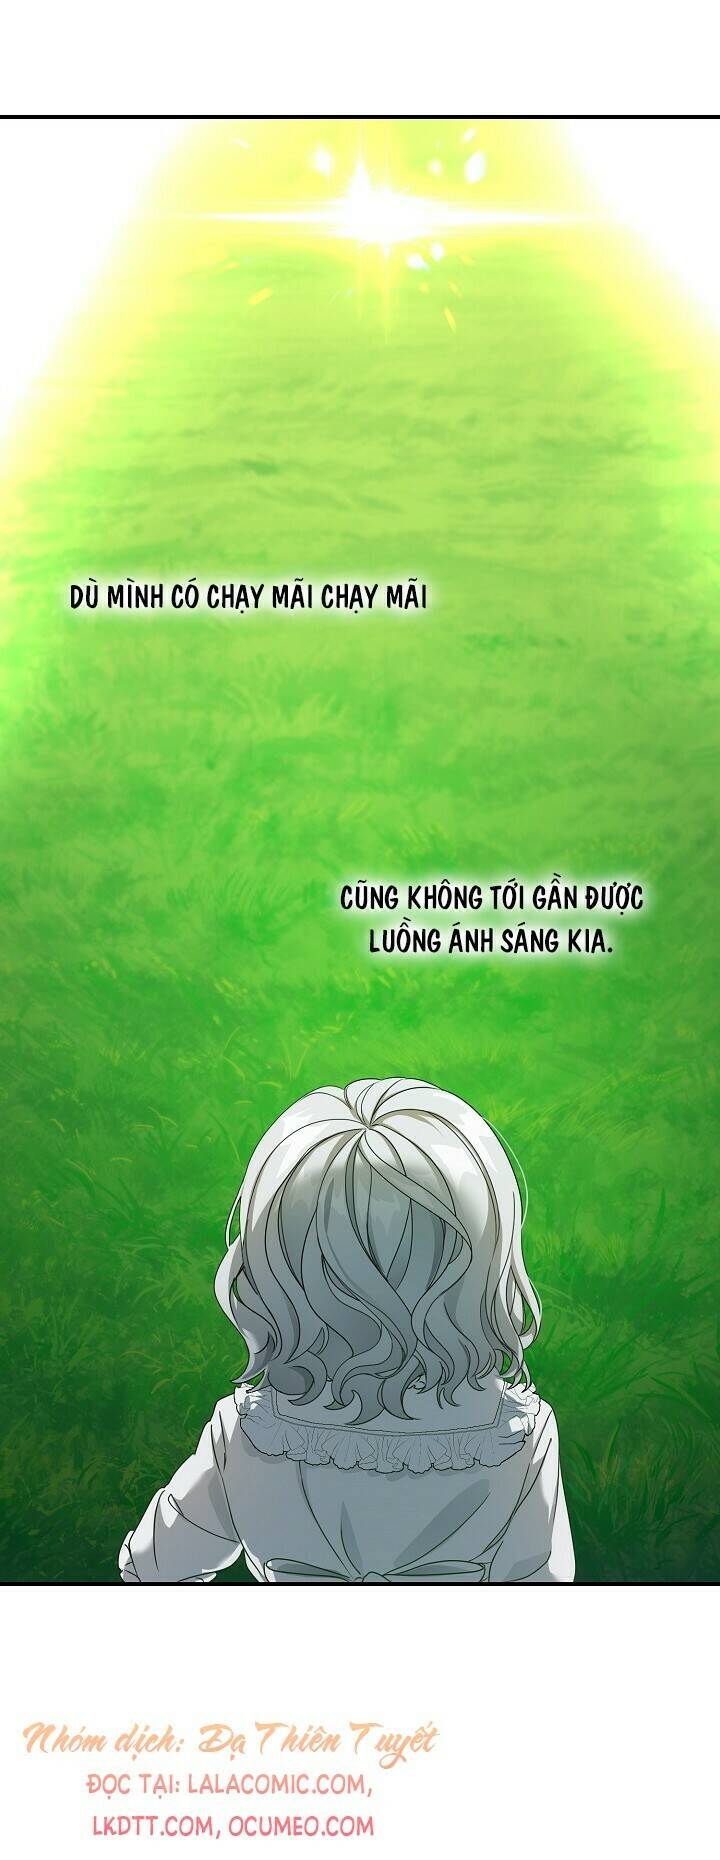 DÙ MÌNH CÓ CHẠY MÃI CHẠY MÃI
CŨNG KHÔNG TỚI GẦN ĐƯỢC
LUỒNG ÁNH SÁNG KIA.
Nhóm dịch: Dạ Thiên Tuyết
ĐỌC TẠI: LALACOMIC.COM,
LKDTT.COM, OCUMEO.COM